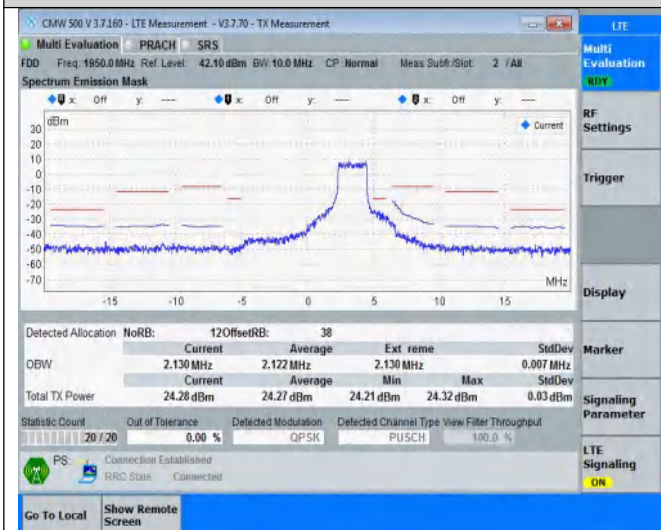 CMW 500 V 3.7.160 - LTE Measurement - V3.7.70 - TX Measurement
LTE
Multi Evaluation PRACH SRS
Multi Evaluation
RDY
FDD Freq: 1950.0 MHz Ref. Level: 42.10 dBm BW: 10.0 MHz CP: Normal Meas Subfr./Slot: 2 / All
Spectrum Emission Mask
x: Off y: --- x: Off y: --- x: Off y: ---
dBm
Current
30
20
10
0
-10
-20
-30
-40
-50
-60
-70
MHz
-15 -10 -5 0 5 10 15
RF Settings
Trigger
Display
Marker
Signaling Parameter
LTE Signaling
ON
Detected Allocation NoRB: 12 OffsetRB: 38
Current Average Extreme StdDev
OBW 2.130 MHz 2.122 MHz 2.130 MHz 0.007 MHz
Current Average Min Max StdDev
Total TX Power 24.28 dBm 24.27 dBm 24.21 dBm 24.32 dBm 0.03 dBm
Statistic Count Out of Tolerance Detected Modulation Detected Channel Type View Filter Throughput
20 / 20 0.00 % QPSK PUSCH 100.0 %
PS: Connection Established
RRC State Connected
Go To Local
Show Remote Screen